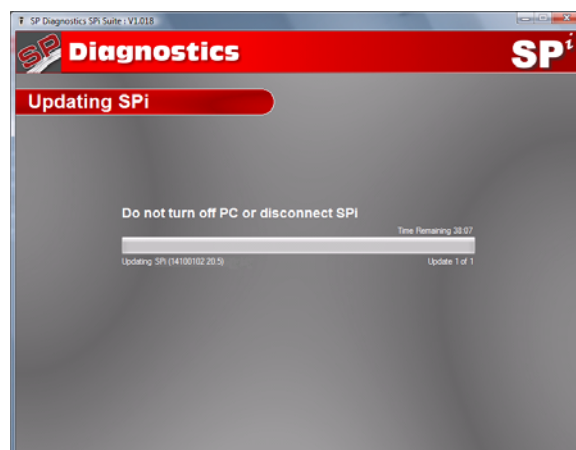 SP Diagnostics SPi Suite : V1.018
SP Diagnostics
SPi
Updating SPi
Do not turn off PC or disconnect SPi
Time Remaining 38:07
Updating SPi (14100102 20.5)
Update 1 of 1